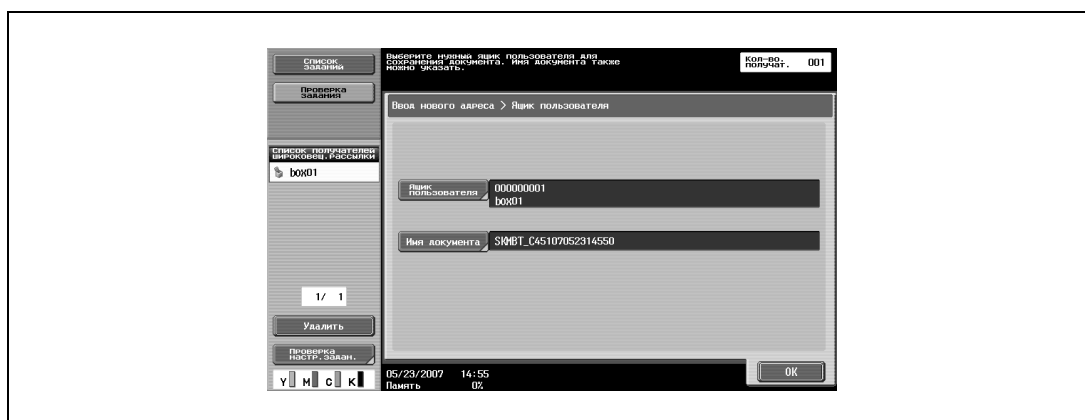 Список
заданий
Проверка
задания
Список получателей
широковещ.рассылки
box01
1/ 1
Удалить
Проверка
настр.задан.
Y M C K
Выберите нужный ящик пользователя для
сохранения документа. Имя документа также
можно указать.
Кол-во.
получат. 001
Ввод нового адреса > Ящик пользователя
Ящик
пользователя
000000001
box01
Имя документа
SKMBT_C45107052314550
05/23/2007 14:55
Память 0%
OK